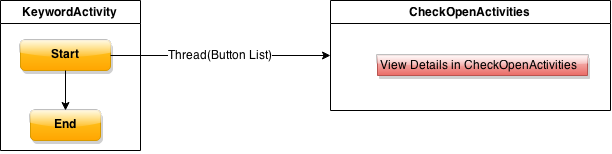 KeywordActivity
CheckOpenActivities
Start
Thread(Button List)
View Details in CheckOpenActivities
End